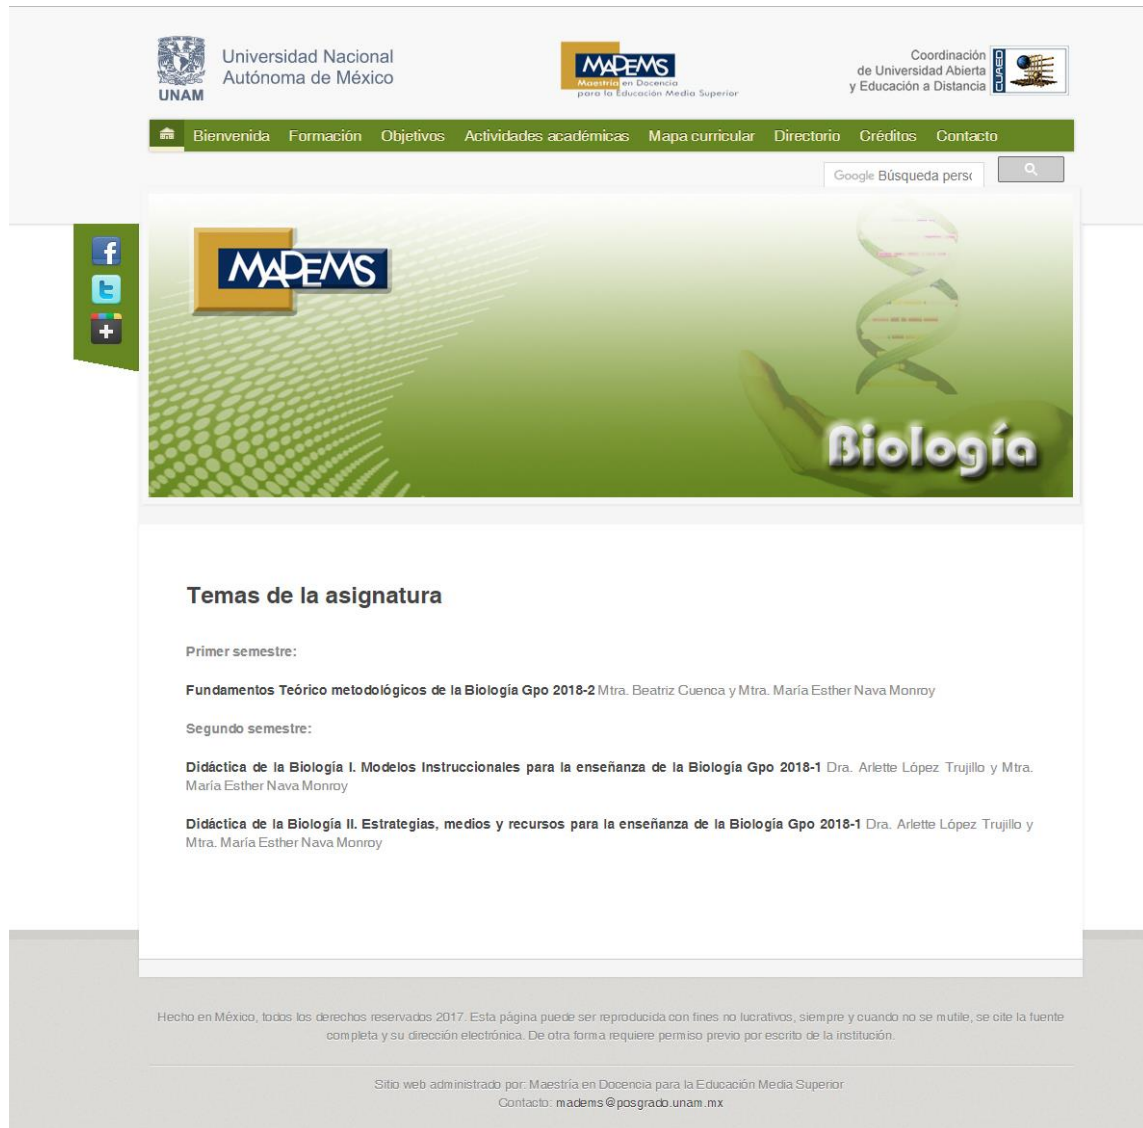 Universidad Nacional
Autónoma de México
UNAM
MADEMS
Maestría en Docencia
para la Educación Media Superior
Coordinación
de Universidad Abierta
y Educación a Distancia
CUAED
Bienvenida Formación Objetivos Actividades académicas Mapa curricular Directorio Créditos Contacto
Google Búsqueda perso
MADEMS
Biología
Temas de la asignatura
Primer semestre:
Fundamentos Teórico metodológicos de la Biología Gpo 2018-2 Mtra. Beatriz Cuenca y Mtra. María Esther Nava Monroy
Segundo semestre:
Didáctica de la Biología I. Modelos Instruccionales para la enseñanza de la Biología Gpo 2018-1 Dra. Arlette López Trujillo y Mtra.
María Esther Nava Monroy
Didáctica de la Biología II. Estrategias, medios y recursos para la enseñanza de la Biología Gpo 2018-1 Dra. Arlette López Trujillo y
Mtra. María Esther Nava Monroy
Hecho en México, todos los derechos reservados 2017. Esta página puede ser reproducida con fines no lucrativos, siempre y cuando no se mutile, se cite la fuente
completa y su dirección electrónica. De otra forma requiere permiso previo por escrito de la institución.
Sitio web administrado por: Maestría en Docencia para la Educación Media Superior
Contacto: madems@posgrado.unam.mx